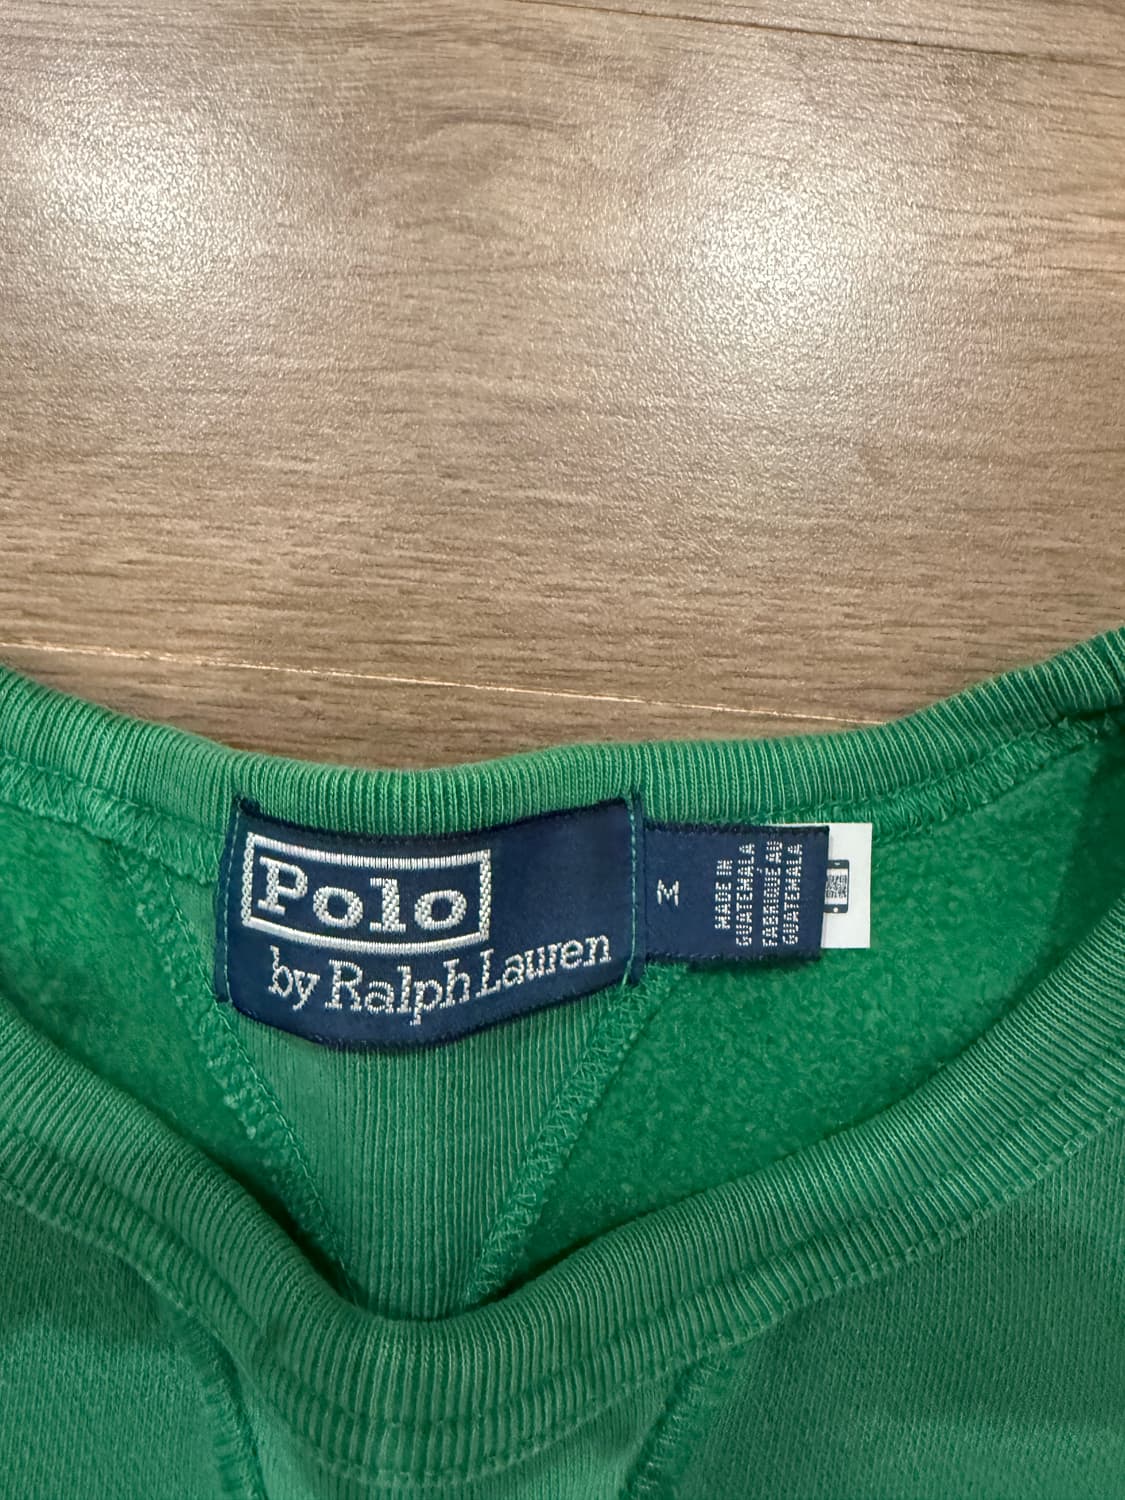 Polo
by Ralph Lauren
M
MADE IN
GUATEMALA
FABRIQUÉ AU
GUATEMALA